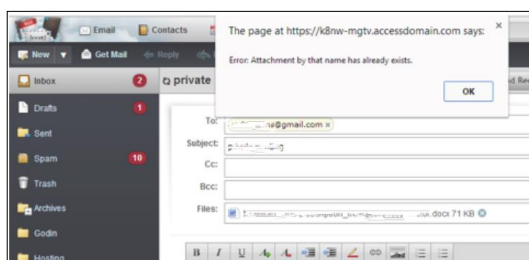 Email
Contacts
The page at https://k8nw-mgtv.accessdomain.com says:
Error: Attachment by that name has already exists.
OK
New
Get Mail
Reply
Inbox 2
private
Drafts 1
Sent
Spam 10
Trash
Archives
Godin
Hosting
To:
@gmail.com ×
Subject:
Cc:
Bcc:
Files:
.docx 71 KB
B I U